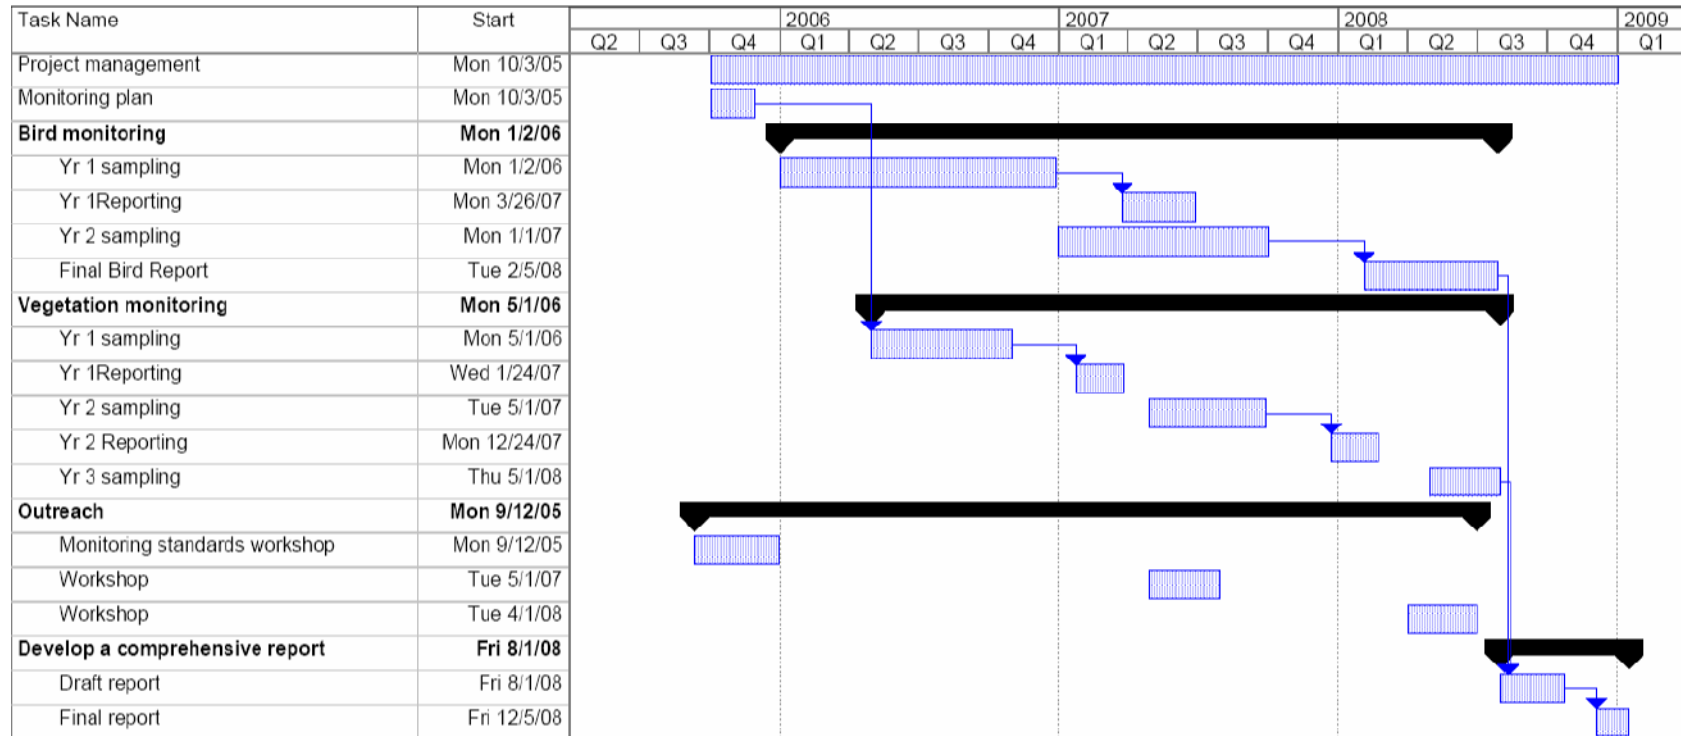 Task Name Start 2006 2007 2008 2009
Q2 Q3 Q4 Q1 Q2 Q3 Q4 Q1 Q2 Q3 Q4 Q1 Q2 Q3 Q4 Q1
Project management Mon 10/3/05
Monitoring plan Mon 10/3/05
Bird monitoring Mon 1/2/06
Yr 1 sampling Mon 1/2/06
Yr 1Reporting Mon 3/26/07
Yr 2 sampling Mon 1/1/07
Final Bird Report Tue 2/5/08
Vegetation monitoring Mon 5/1/06
Yr 1 sampling Mon 5/1/06
Yr 1Reporting Wed 1/24/07
Yr 2 sampling Tue 5/1/07
Yr 2 Reporting Mon 12/24/07
Yr 3 sampling Thu 5/1/08
Outreach Mon 9/12/05
Monitoring standards workshop Mon 9/12/05
Workshop Tue 5/1/07
Workshop Tue 4/1/08
Develop a comprehensive report Fri 8/1/08
Draft report Fri 8/1/08
Final report Fri 12/5/08